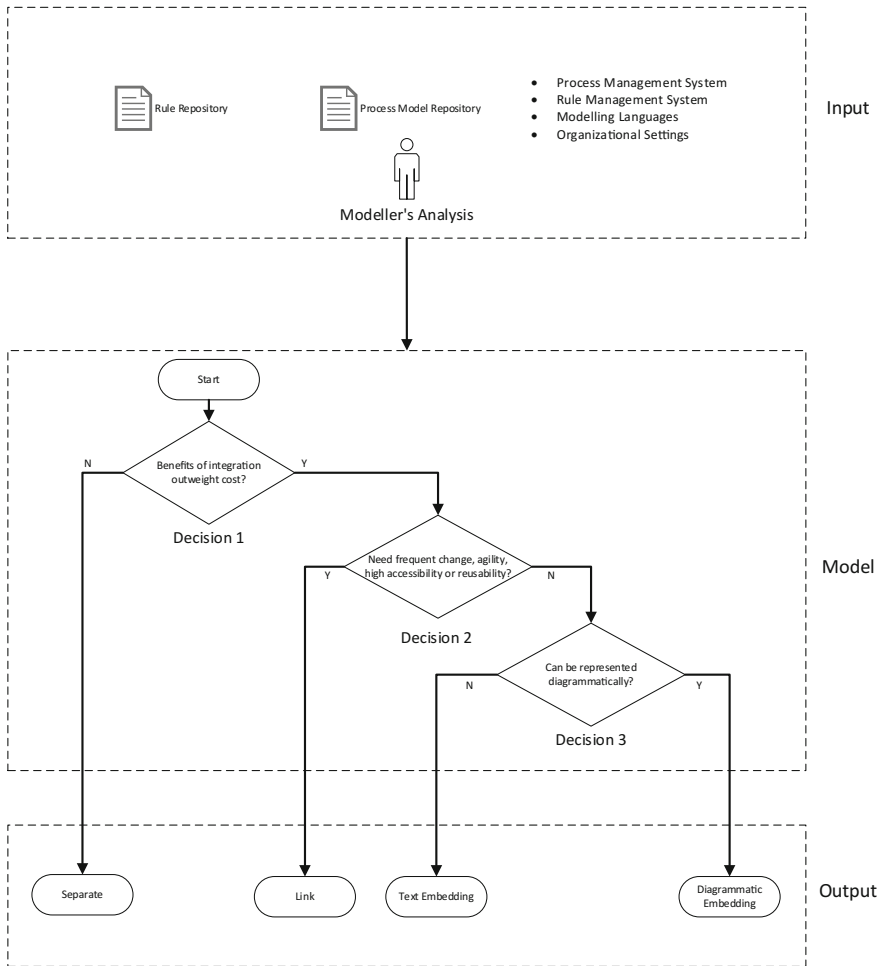 Rule Repository
Process Model Repository
• Process Management System
• Rule Management System
• Modelling Languages
• Organizational Settings
Input
Modeller's Analysis
Start
N
Benefits of integration
outweight cost?
Y
Decision 1
Need frequent change, agility,
high accessibility or reusability?
Y
N
Model
Decision 2
Can be represented
diagrammatically?
N
Y
Decision 3
Separate
Link
Text Embedding
Diagrammatic
Embedding
Output